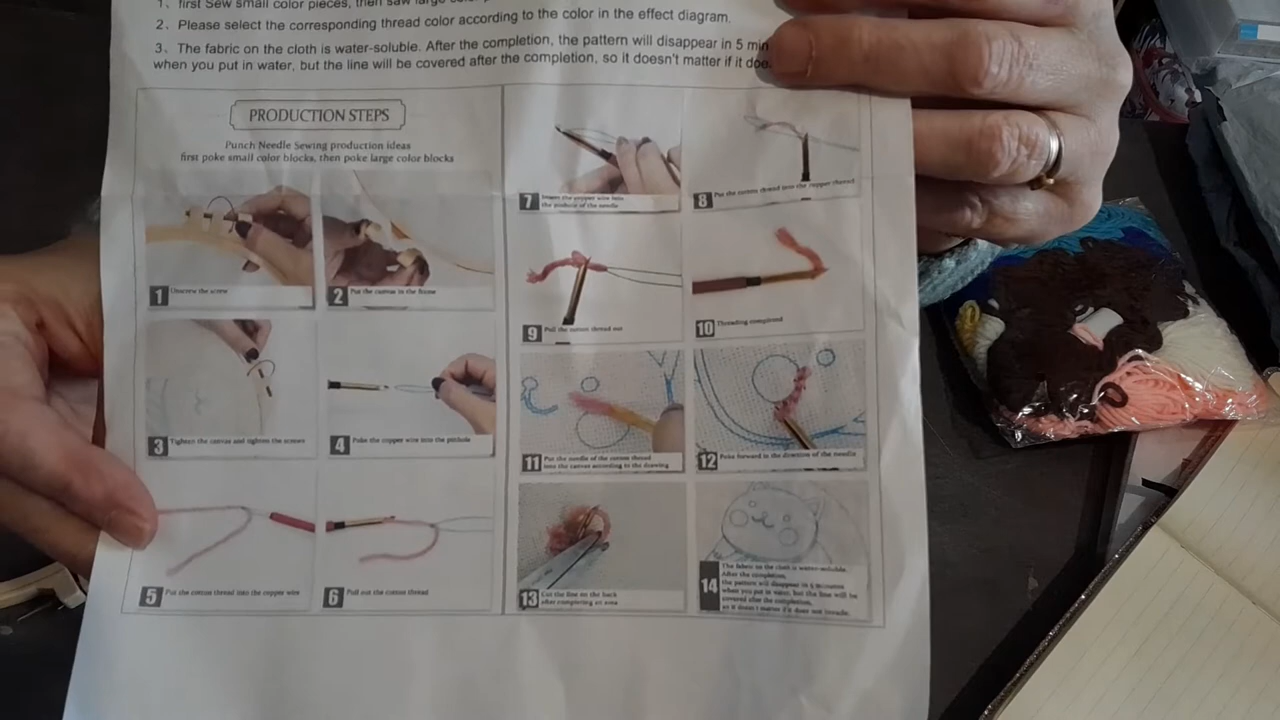 1、first Sew small color pieces, then saw large
2、Please select the corresponding thread color according to the color in the effect diagram.
3、The fabric on the cloth is water-soluble. After the completion, the pattern will disappear in 5 min
when you put in water, but the line will be covered after the completion, so it doesn't matter if it doe
PRODUCTION STEPS
Punch Needle Sewing production ideas
first poke small color blocks, then poke large color blocks
1 Unscrew the screw
2 Put the canvas in the frame
3 Tighten the canvas and tighten the screws
4 Poke the copper wire into the pinhole
5 Put the cotton thread into the copper wire
6 Pull out the cotton thread
7 Insert the copper wire into
the pinhole of the needle
8 Put the cotton thread into the copper thread
9 Pull the cotton thread out
10 Threading completed
11 Put the needle of the cotton thread
into the canvas according to the drawing
12 Poke forward in the direction of the needle
13 Cut the line on the back
after completing an area
14 The fabric on the cloth is water-soluble.
After the completion,
the pattern will disappear in 5 minutes
when you put in water, but the line will be
covered after the completion,
so it doesn't matter if it does not